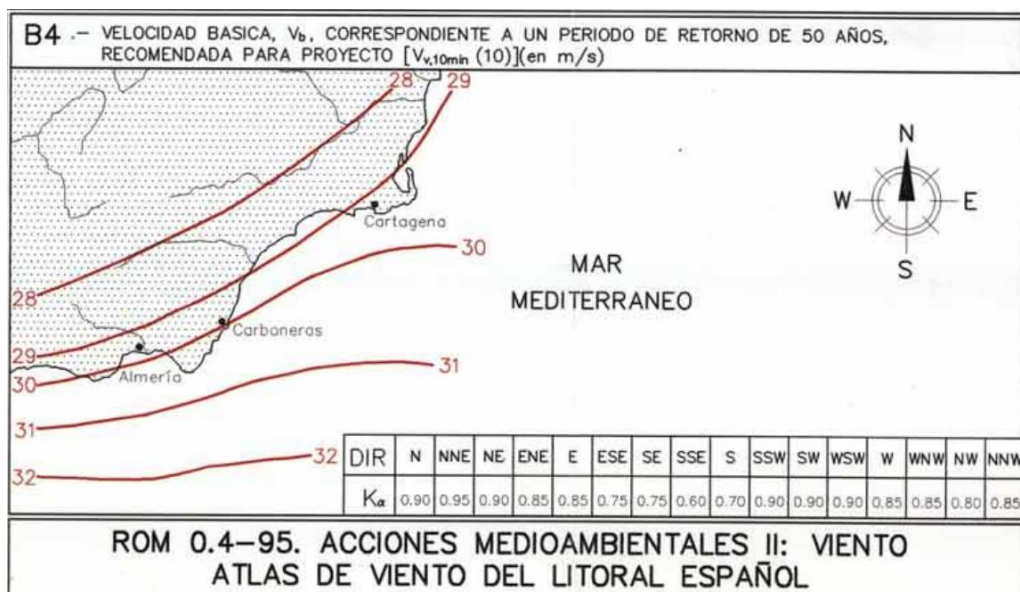 B4 .- VELOCIDAD BASICA, Vb, CORRESPONDIENTE A UN PERIODO DE RETORNO DE 50 AÑOS,
RECOMENDADA PARA PROYECTO [Vv,10min (10)](en m/s)
28
29
N
W
E
S
Cartagena
30
MAR
MEDITERRANEO
28
Carboneras
29
Almería
31
30
31
32
32
DIR N NNE NE ENE E ESE SE SSE S SSW SW WSW W WNW NW NNW
Kα 0.90 0.95 0.90 0.85 0.85 0.75 0.75 0.60 0.70 0.90 0.90 0.90 0.85 0.85 0.80 0.85
ROM 0.4-95. ACCIONES MEDIOAMBIENTALES II: VIENTO
ATLAS DE VIENTO DEL LITORAL ESPAÑOL